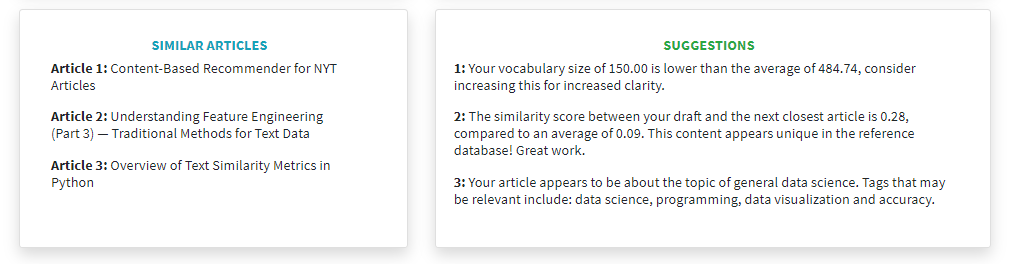 SIMILAR ARTICLES
Article 1: Content-Based Recommender for NYT
Articles
Article 2: Understanding Feature Engineering
(Part 3) — Traditional Methods for Text Data
Article 3: Overview of Text Similarity Metrics in
Python
SUGGESTIONS
1: Your vocabulary size of 150.00 is lower than the average of 484.74, consider
increasing this for increased clarity.
2: The similarity score between your draft and the next closest article is 0.28,
compared to an average of 0.09. This content appears unique in the reference
database! Great work.
3: Your article appears to be about the topic of general data science. Tags that may
be relevant include: data science, programming, data visualization and accuracy.